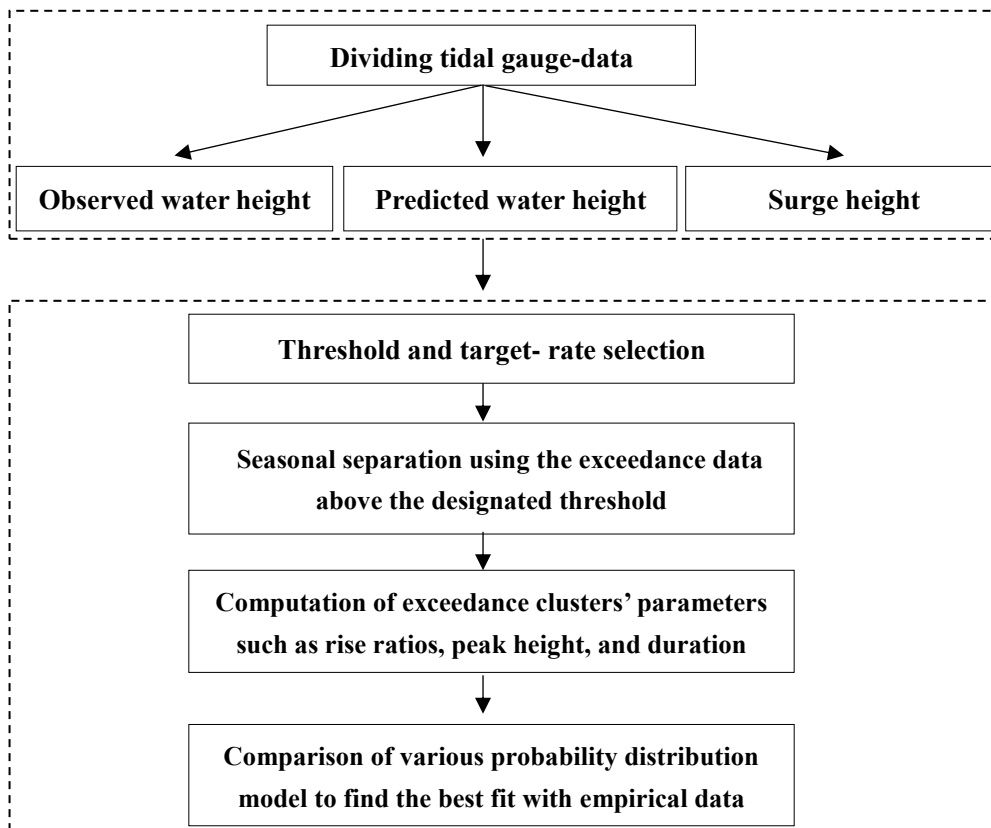 Dividing tidal gauge-data
Observed water height
Predicted water height
Surge height
Threshold and target- rate selection
Seasonal separation using the exceedance data
above the designated threshold
Computation of exceedance clusters’ parameters
such as rise ratios, peak height, and duration
Comparison of various probability distribution
model to find the best fit with empirical data